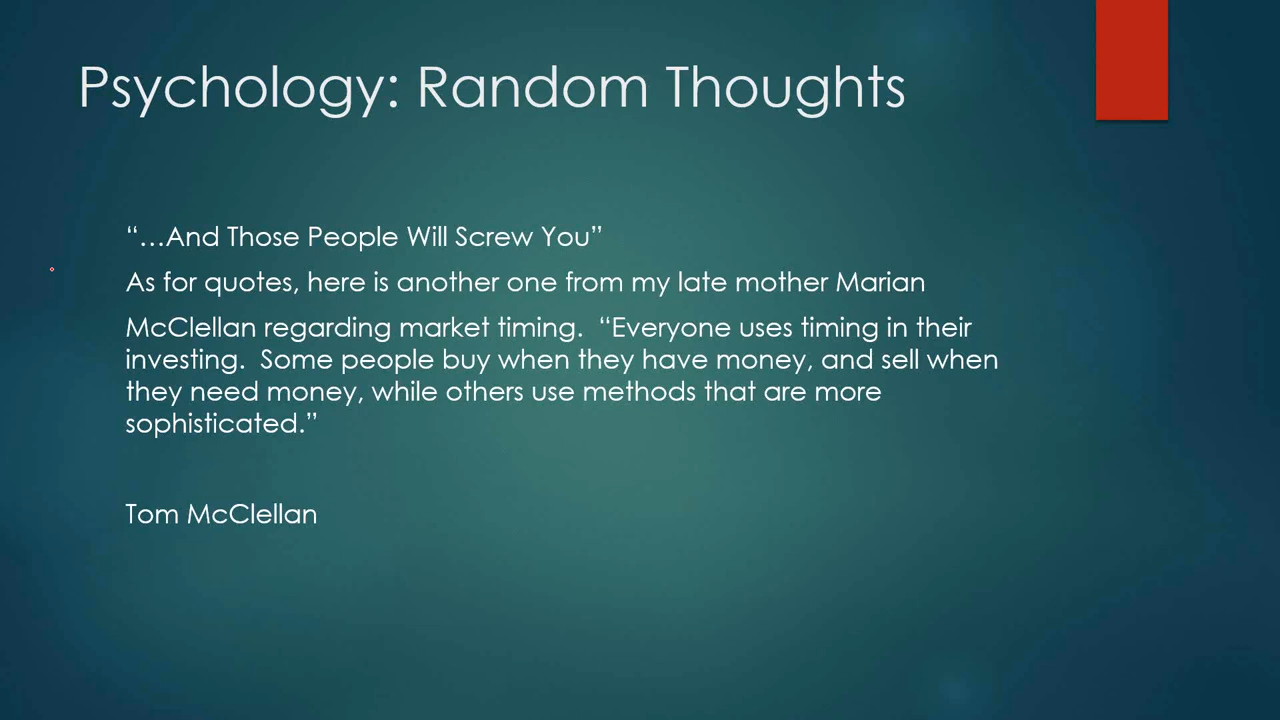 Psychology: Random Thoughts
“…And Those People Will Screw You”
As for quotes, here is another one from my late mother Marian
McClellan regarding market timing.  “Everyone uses timing in their
investing.  Some people buy when they have money, and sell when
they need money, while others use methods that are more
sophisticated.”
Tom McClellan